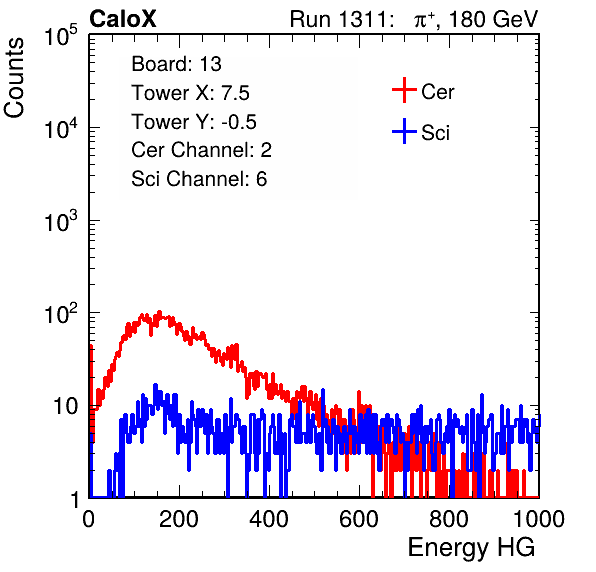 CaloX Run 1311: π⁺, 180 GeV
Counts
10⁵
10⁴
10³
10²
10
1
Board: 13
Tower X: 7.5
Tower Y: -0.5
Cer Channel: 2
Sci Channel: 6
Cer
Sci
0 200 400 600 800 1000
Energy HG